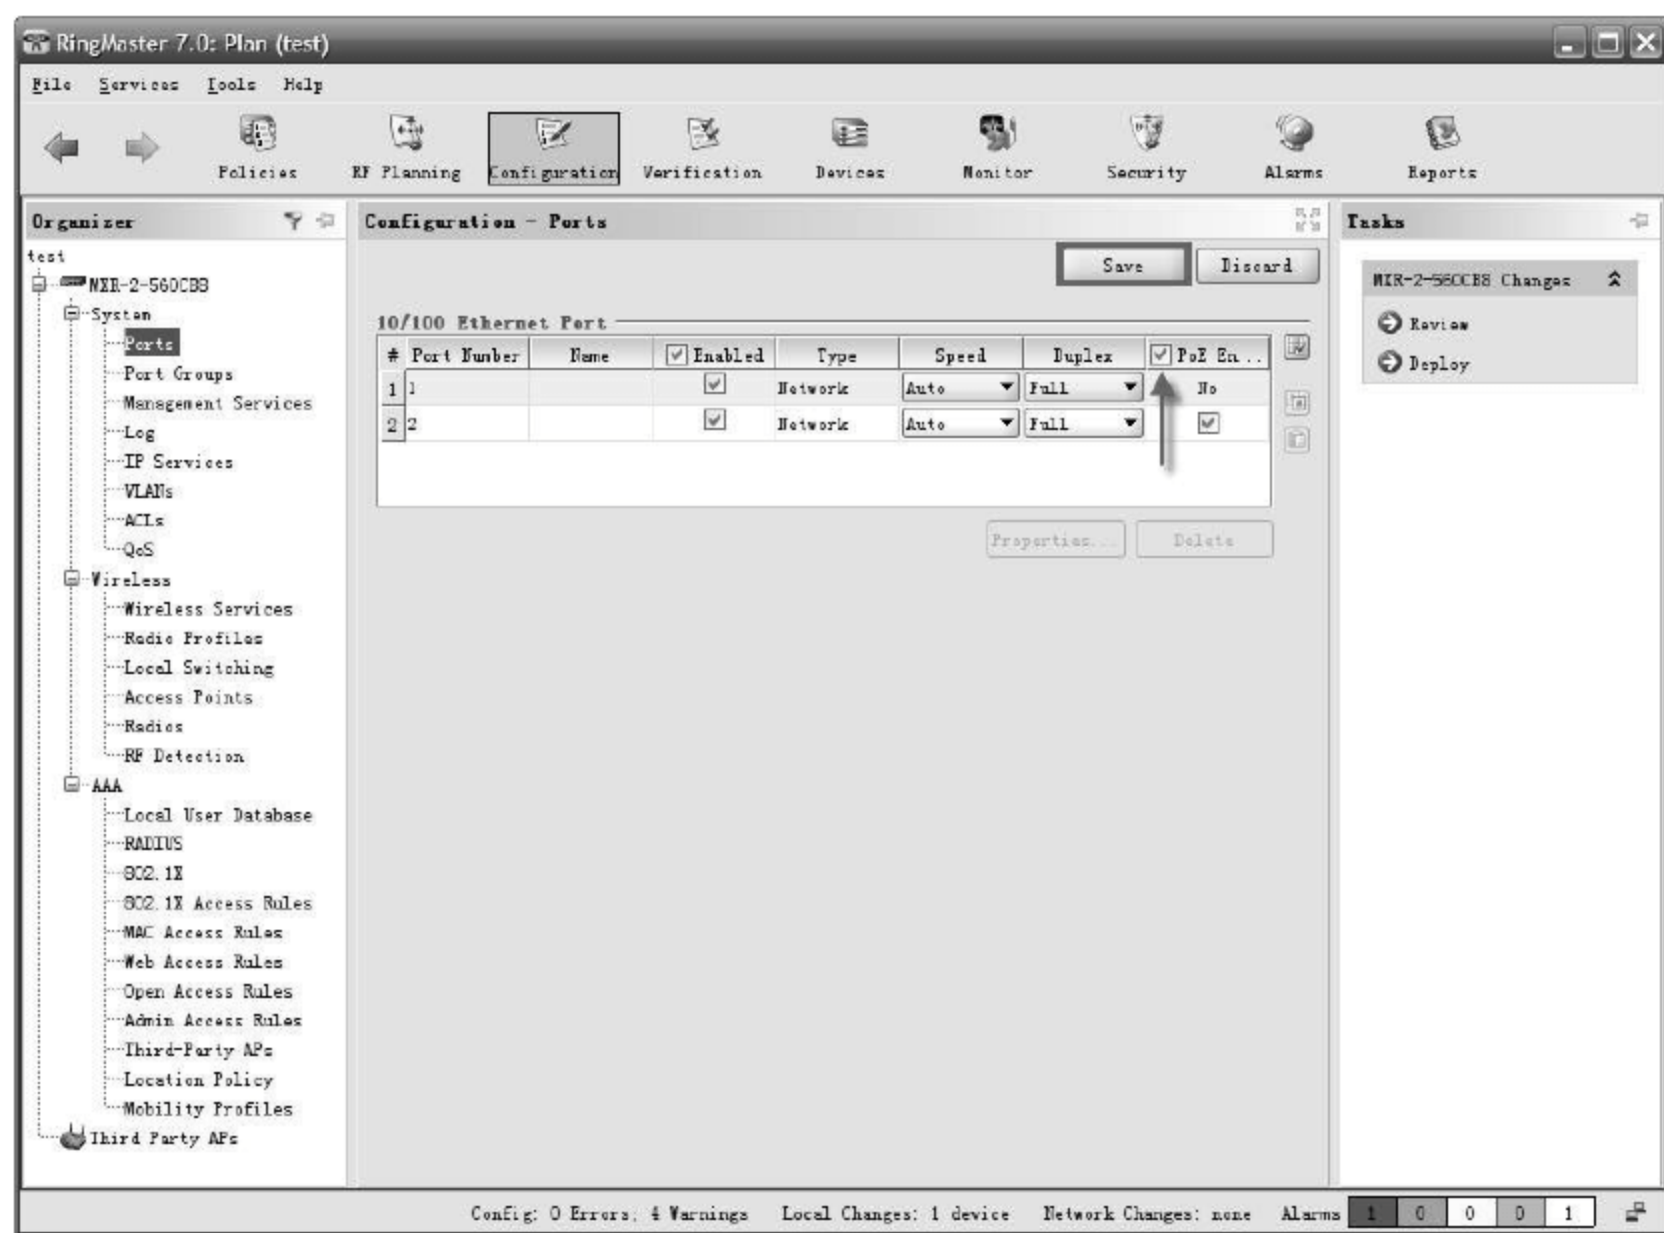 RingMaster 7.0: Plan (test)
File Services Tools Help
Policies RF Planning Configuration Verification Devices Monitor Security Alarms Reports
Organizer
test
MXR-2-560CB8
System
Ports
Port Groups
Management Services
Log
IP Services
VLANs
ACLs
QoS
Wireless
Wireless Services
Radio Profiles
Local Switching
Access Points
Radios
RF Detection
AAA
Local User Database
RADIUS
802.1X
802.1X Access Rules
MAC Access Rules
Web Access Rules
Open Access Rules
Admin Access Rules
Third-Party APs
Location Policy
Mobility Profiles
Third Party APs
Configuration - Ports
Save Discard
10/100 Ethernet Port
# Port Number Name Enabled Type Speed Duplex PoE En...
1 1 Network Auto Full No
2 2 Network Auto Full
Properties... Delete
Tasks
MXR-2-560CB8 Changes
Review
Deploy
Config: 0 Errors; 4 Warnings Local Changes: 1 device Network Changes: none Alarms 1 0 0 0 1